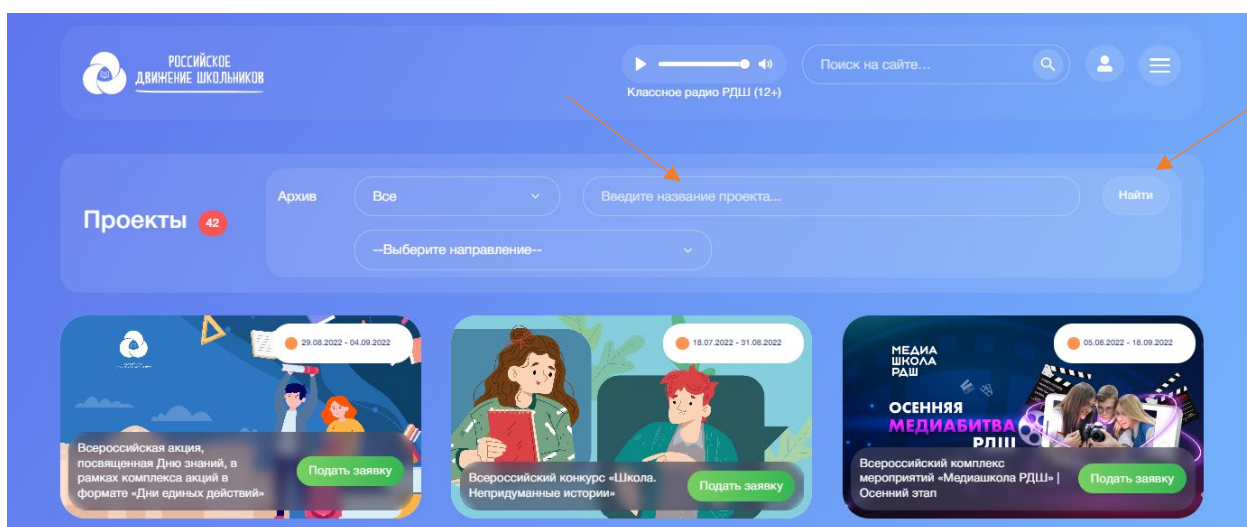 РОССИЙСКОЕ
ДВИЖЕНИЕ ШКОЛЬНИКОВ
Классное радио РДШ (12+)
Поиск на сайте...
Проекты 42
Архив
Все
Введите название проекта...
Найти
--Выберите направление--
29.08.2022 - 04.09.2022
Всероссийская акция,
посвященная Дню знаний, в
рамках комплекса акций в
формате «Дни единых действий»
Подать заявку
18.07.2022 - 31.08.2022
Всероссийский конкурс «Школа.
Непридуманные истории»
Подать заявку
МЕДИА
ШКОЛА
РДШ
05.08.2022 - 18.09.2022
ОСЕННЯЯ
МЕДИАБИТВА
РДШ
Всероссийский комплекс
мероприятий «Медиашкола РДШ» |
Осенний этап
Подать заявку